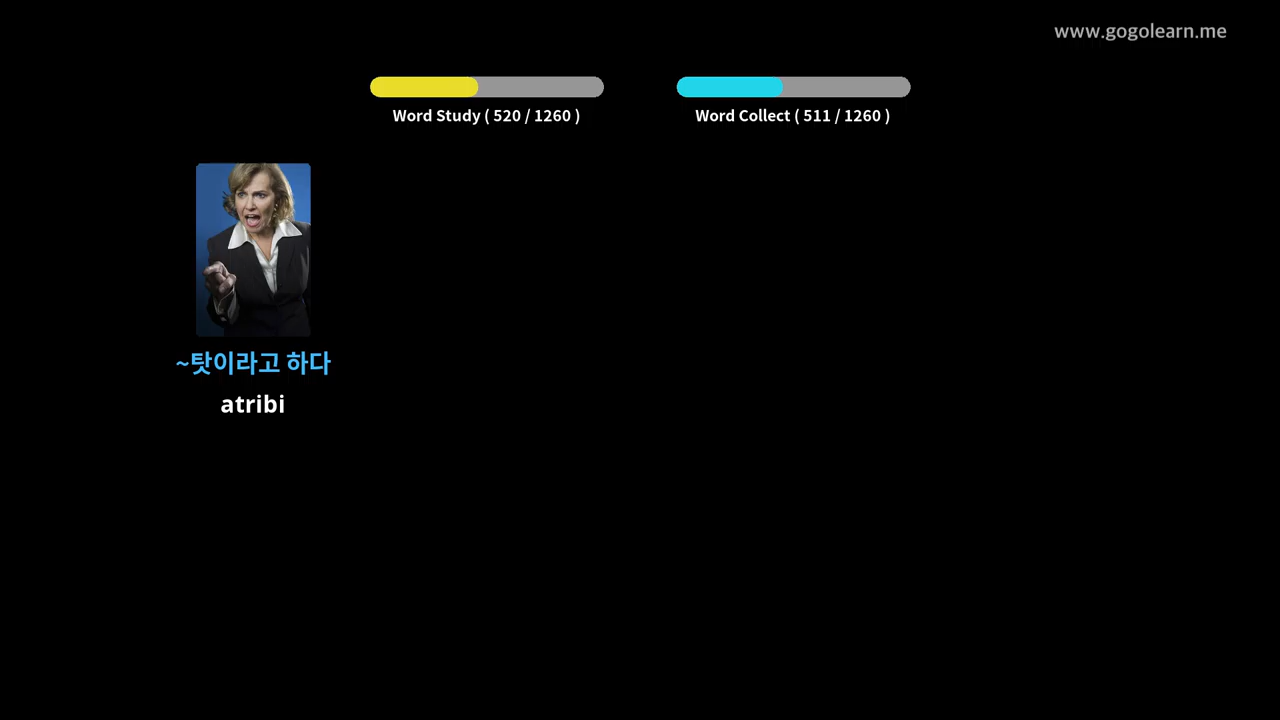 www.gogolearn.me
Word Study ( 520 / 1260 )
Word Collect ( 511 / 1260 )
~탓이라고 하다
atribi